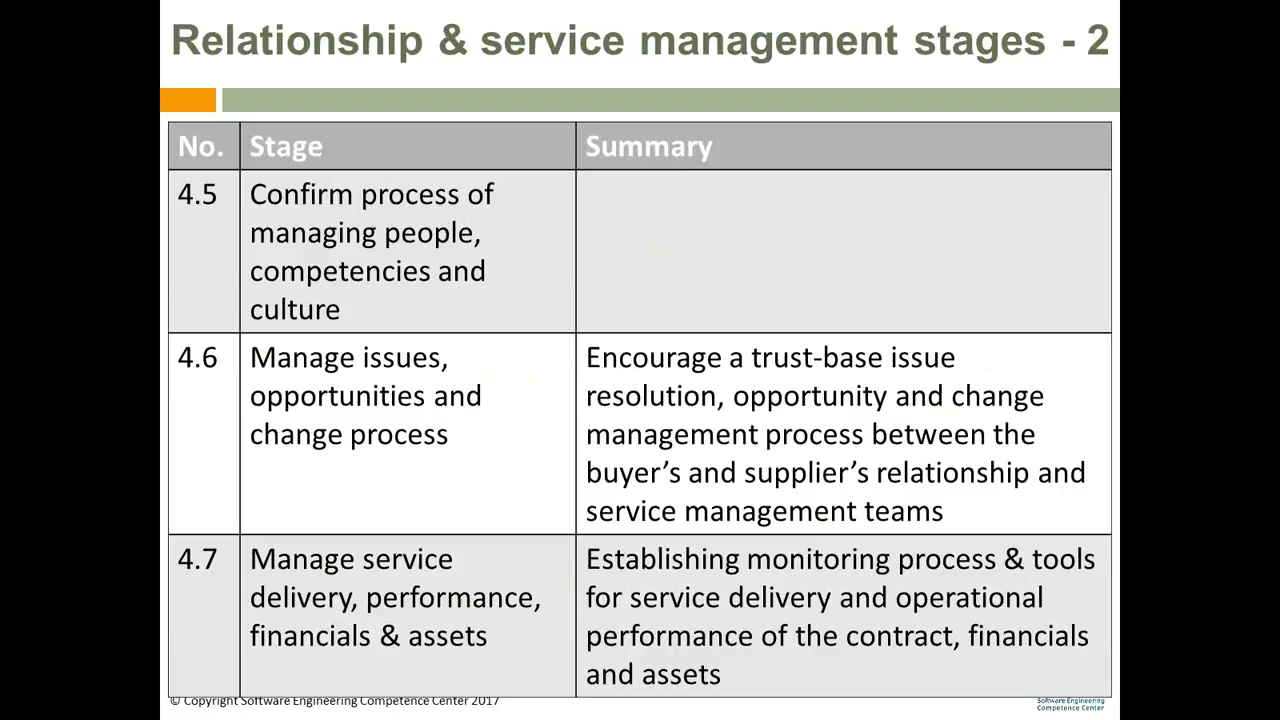 Relationship & service management stages - 2
No. Stage Summary
4.5 Confirm process of
managing people,
competencies and
culture
4.6 Manage issues,
opportunities and
change process
Encourage a trust-base issue
resolution, opportunity and change
management process between the
buyer’s and supplier’s relationship and
service management teams
4.7 Manage service
delivery, performance,
financials & assets
Establishing monitoring process & tools
for service delivery and operational
performance of the contract, financials
and assets
© Copyright Software Engineering Competence Center 2017
Software Engineering
Competence Center